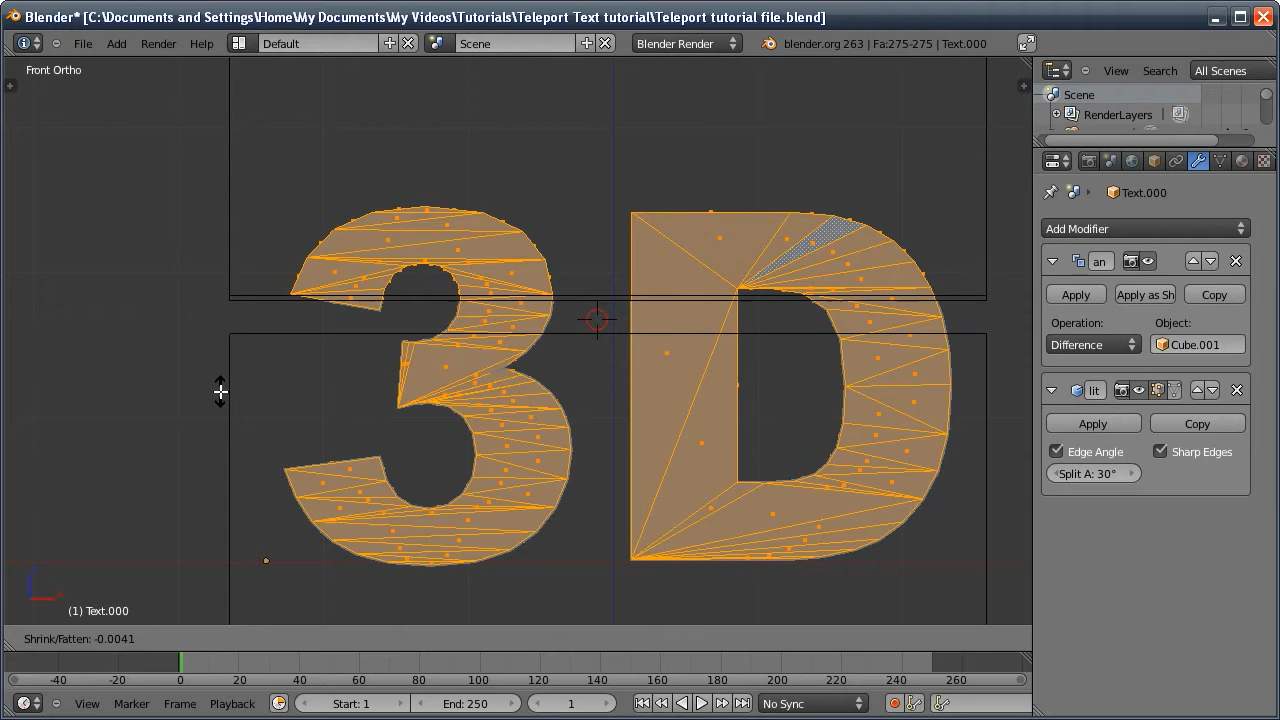 Blender* [C:\Documents and Settings\Home\My Documents\My Videos\Tutorials\Teleport Text tutorial\Teleport tutorial file.blend]
File Add Render Help Default Scene Blender Render blender.org 263 | Fa:275-275 | Text.000
Front Ortho
View Search All Scenes
Scene
RenderLayers
Text.000
Add Modifier
an
Apply Apply as Sh Copy
Operation: Object:
Difference Cube.001
lit
Apply Copy
Edge Angle Sharp Edges
Split A: 30°
3D
(1) Text.000
Shrink/Fatten: -0.0041
-40 -20 0 20 40 60 80 100 120 140 160 180 200 220 240 260
View Marker Frame Playback Start: 1 End: 250 1 No Sync